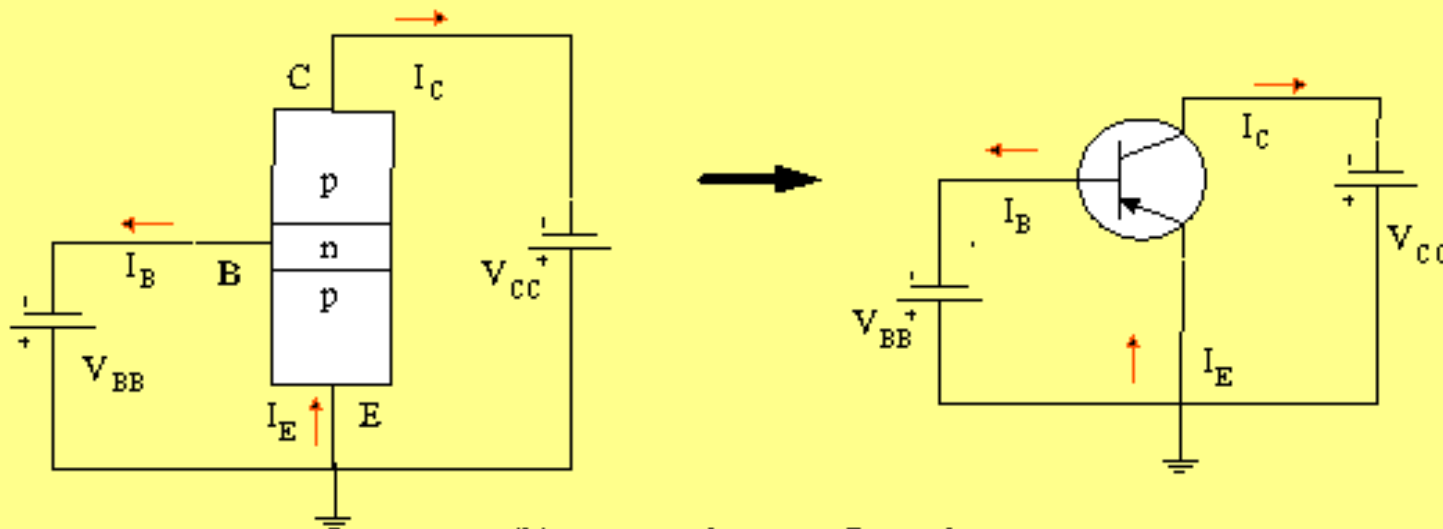 C
I_C
p
n
p
I_B
B
-
+
V_BB
-
+
V_CC
I_E
E
I_C
I_B
-
+
V_BB
-
+
V_CC
I_E